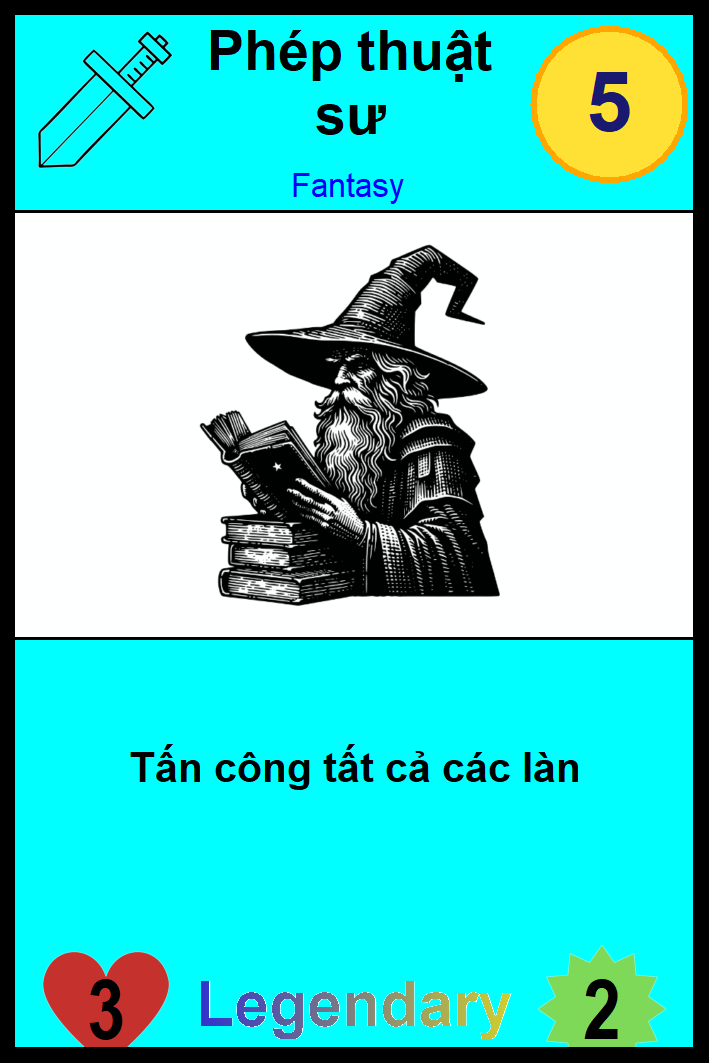 Phép thuật
sư
5
Fantasy
Tấn công tất cả các làn
3
Legendary
2